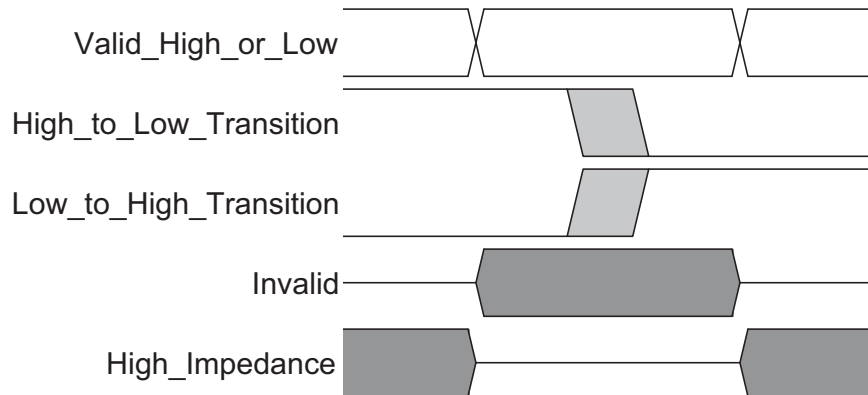 Valid_High_or_Low
High_to_Low_Transition
Low_to_High_Transition
Invalid
High_Impedance